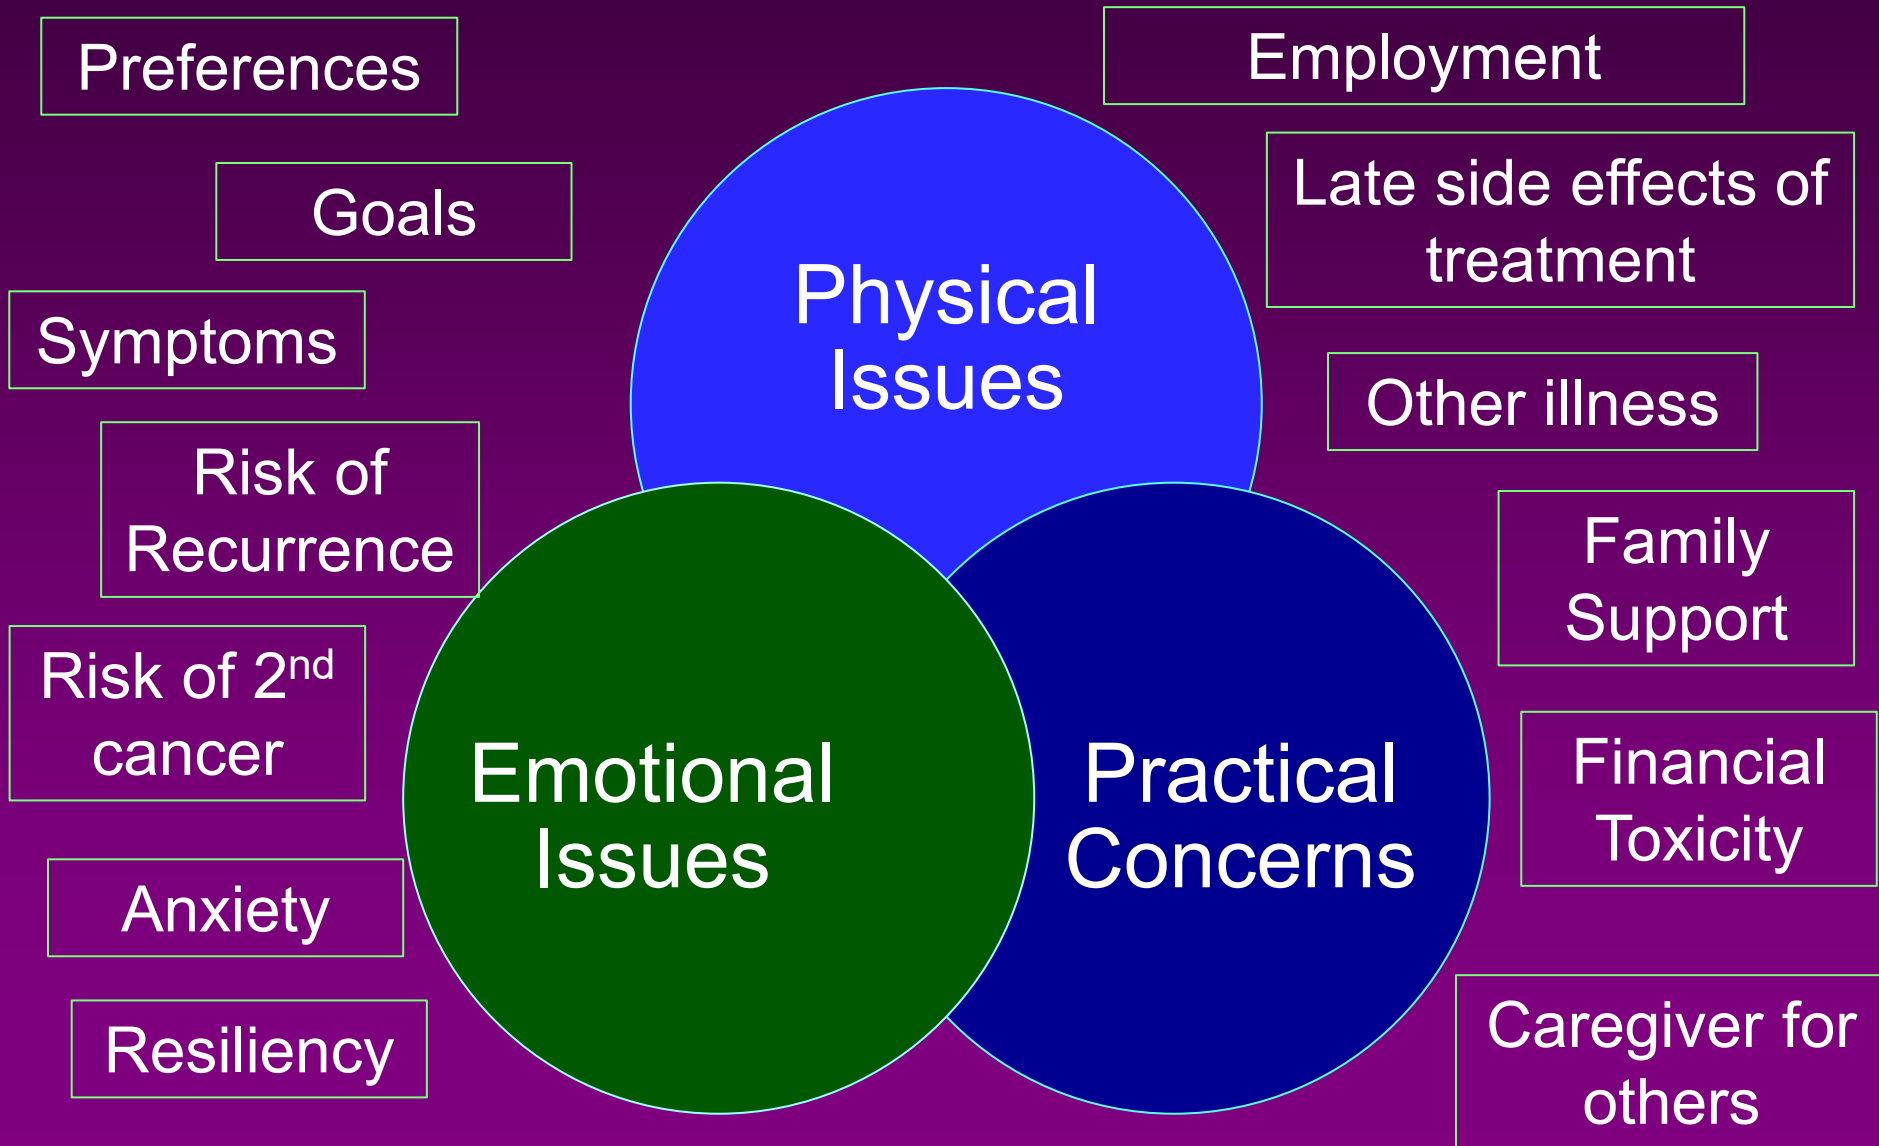 Preferences
Goals
Symptoms
Risk of
Recurrence
Risk of 2nd
cancer
Anxiety
Resiliency
Physical
Issues
Emotional
Issues
Practical
Concerns
Employment
Late side effects of
treatment
Other illness
Family
Support
Financial
Toxicity
Caregiver for
others